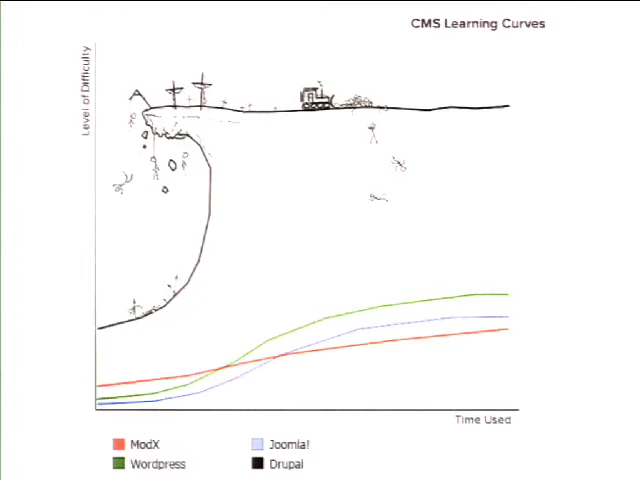 CMS Learning Curves
Level of Difficulty
Time Used
ModX
Joomla!
Wordpress
Drupal